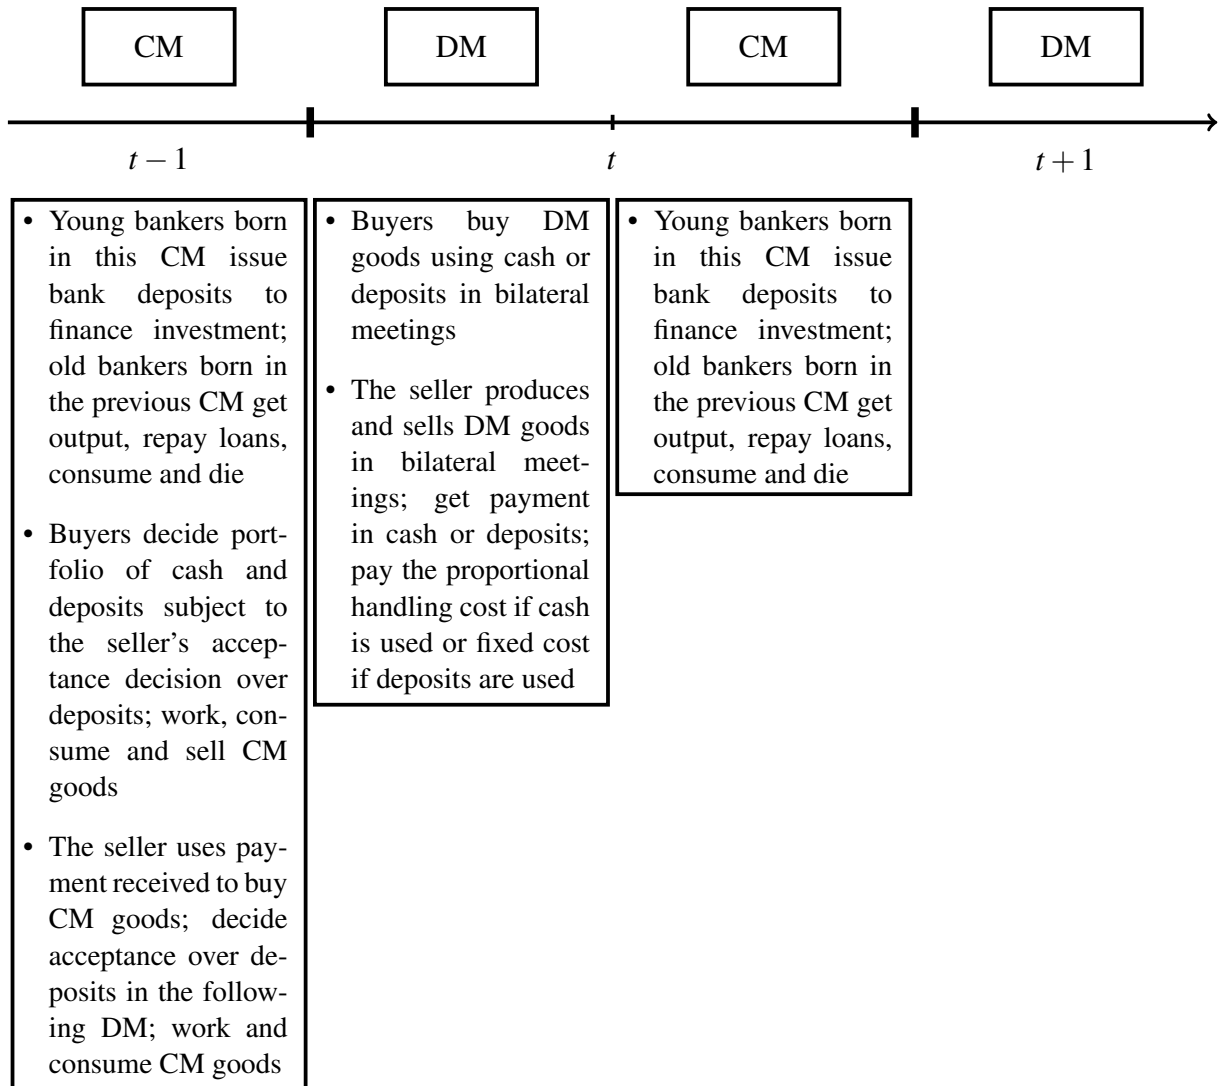 CM
DM
CM
DM
t − 1
t
t + 1
• Young bankers born
in this CM issue
bank deposits to
finance investment;
old bankers born in
the previous CM get
output, repay loans,
consume and die
• Buyers decide port-
folio of cash and
deposits subject to
the seller's accep-
tance decision over
deposits; work, con-
sume and sell CM
goods
• The seller uses pay-
ment received to buy
CM goods; decide
acceptance over de-
posits in the follow-
ing DM; work and
consume CM goods
• Buyers buy DM
goods using cash or
deposits in bilateral
meetings
• The seller produces
and sells DM goods
in bilateral meet-
ings; get payment
in cash or deposits;
pay the proportional
handling cost if cash
is used or fixed cost
if deposits are used
• Young bankers born
in this CM issue
bank deposits to
finance investment;
old bankers born in
the previous CM get
output, repay loans,
consume and die